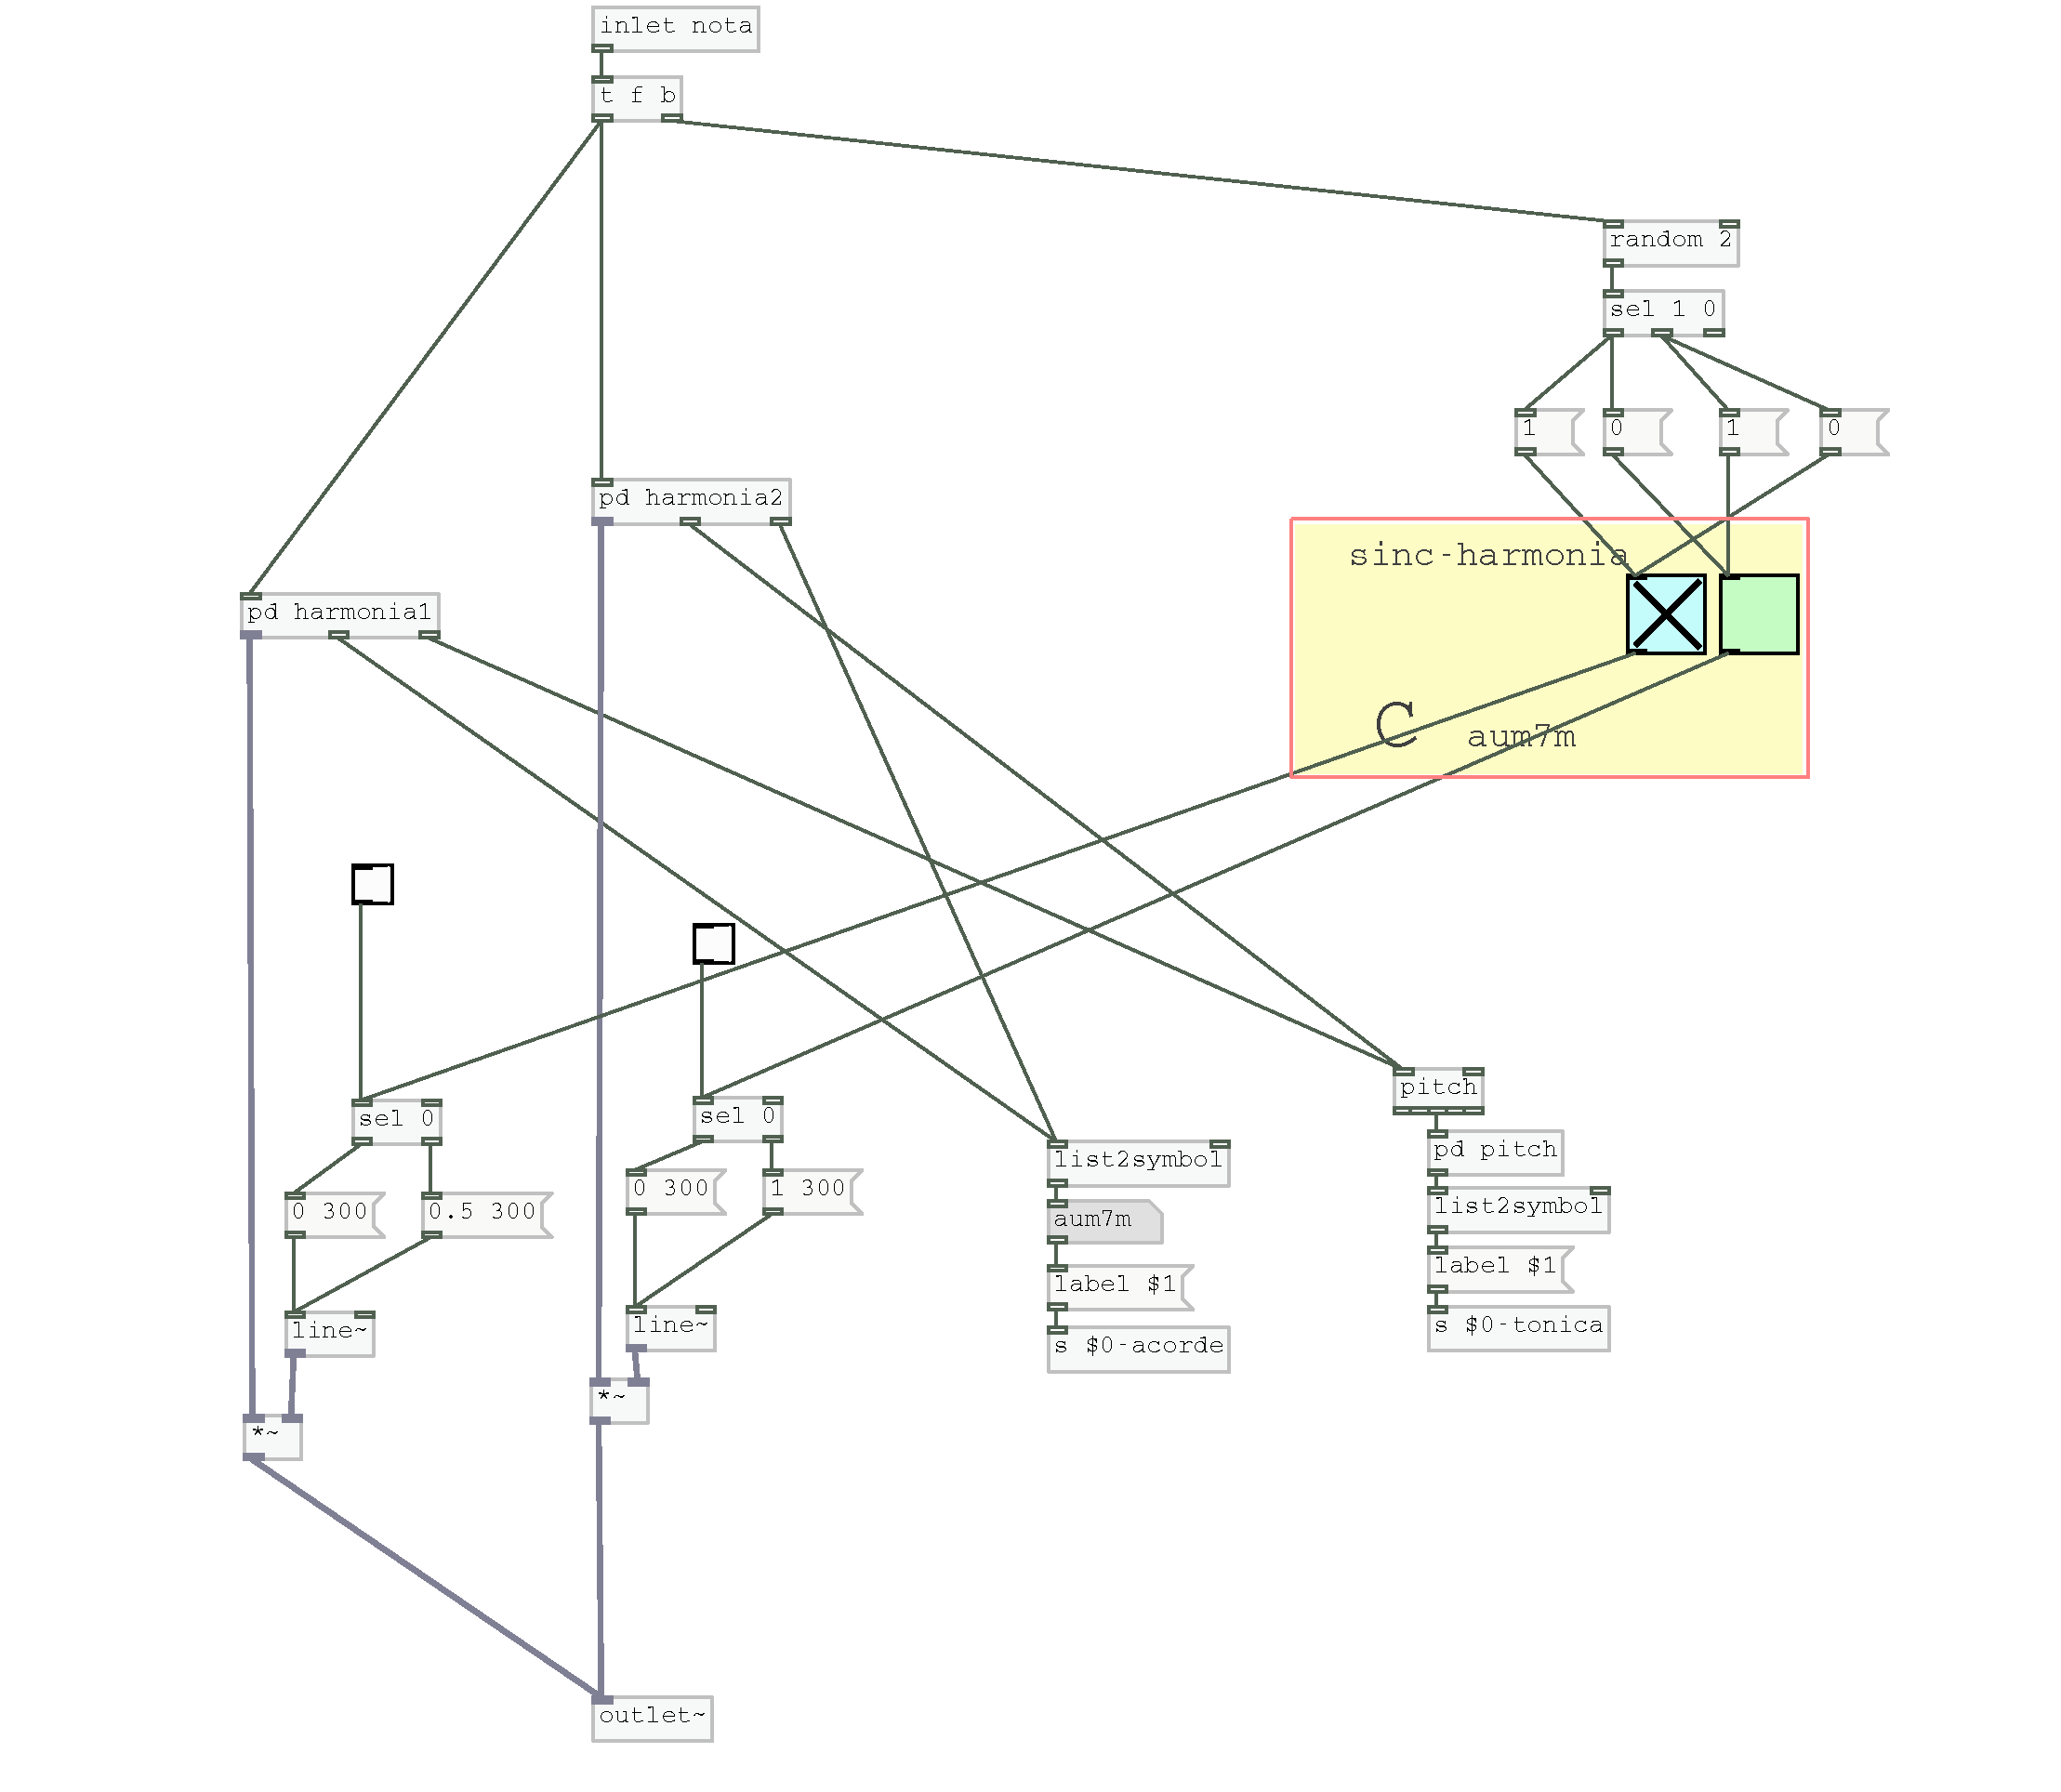 inlet nota
t f b
random 2
sel 1 0
1
0
1
0
pd harmonia2
sinc-harmonia
pd harmonia1
C
aum7m
sel 0
sel 0
pitch
0 300
0.5 300
0 300
1 300
list2symbol
pd pitch
aum7m
list2symbol
line~
line~
label $1
label $1
s $0-acorde
s $0-tonica
*~
*~
outlet~